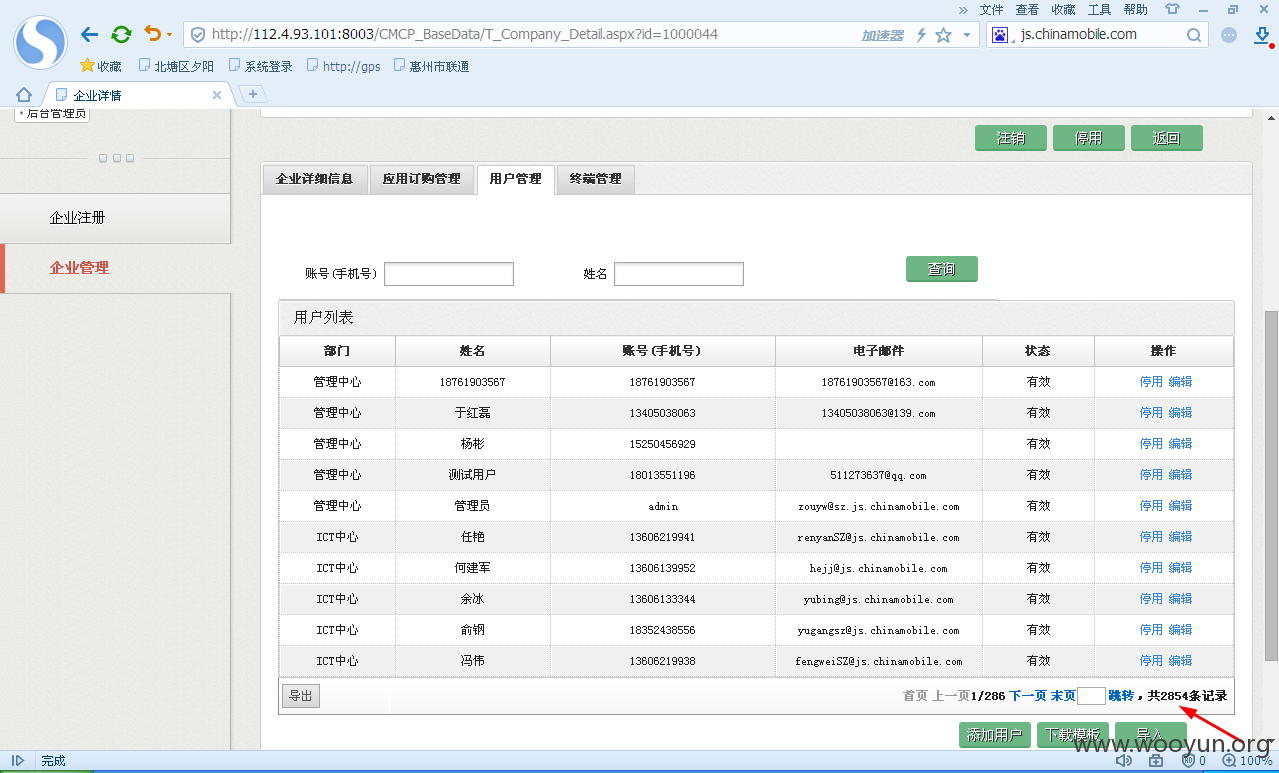 » 文件 查看 收藏 工具 帮助
http://112.4.93.101:8003/CMCP_BaseData/T_Company_Detail.aspx?id=1000044 加速器 js.chinamobile.com
收藏 北塘区夕阳 系统登录 http://gps 惠州市联通
企业详情
后台管理员
注销 停用 返回
企业详细信息 应用订购管理 用户管理 终端管理
企业注册
企业管理
账号(手机号) 姓名 查询
用户列表
部门 姓名 账号(手机号) 电子邮件 状态 操作
管理中心 18761903567 18761903567 18761903567@163.com 有效 停用 编辑
管理中心 于红磊 13405038063 13405038063@139.com 有效 停用 编辑
管理中心 杨彬 15250456929 有效 停用 编辑
管理中心 测试用户 18013551196 511273637@qq.com 有效 停用 编辑
管理中心 管理员 admin zouyw@sz.js.chinamobile.com 有效 停用 编辑
ICT中心 任艳 13606219941 renyanSZ@js.chinamobile.com 有效 停用 编辑
ICT中心 何建军 13606139952 hejj@js.chinamobile.com 有效 停用 编辑
ICT中心 余冰 13606133344 yubing@js.chinamobile.com 有效 停用 编辑
ICT中心 俞钢 18352438556 yugangsz@js.chinamobile.com 有效 停用 编辑
ICT中心 冯伟 13606219938 fengweiSZ@js.chinamobile.com 有效 停用 编辑
导出 首页 上一页1/286 下一页 末页 跳转，共2854条记录
添加用户 下载模板 导入
www.wooyun.org
完成 0 100%